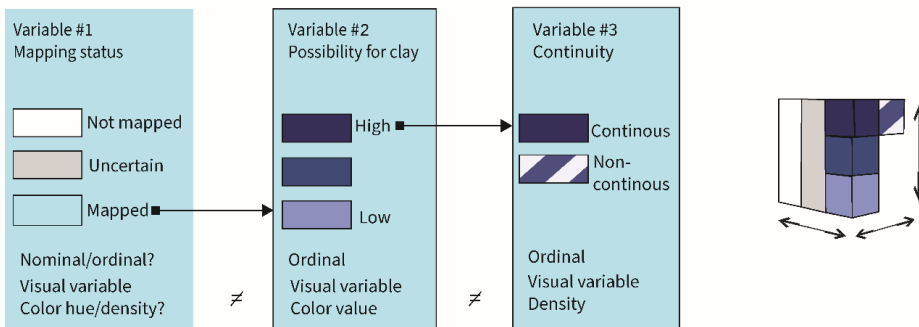 Variable #1
Mapping status
Not mapped
Uncertain
Mapped
Nominal/ordinal?
Visual variable
Color hue/density?
≠
Variable #2
Possibility for clay
High
Low
Ordinal
Visual variable
Color value
≠
Variable #3
Continuity
Continous
Non-
continous
Ordinal
Visual variable
Density